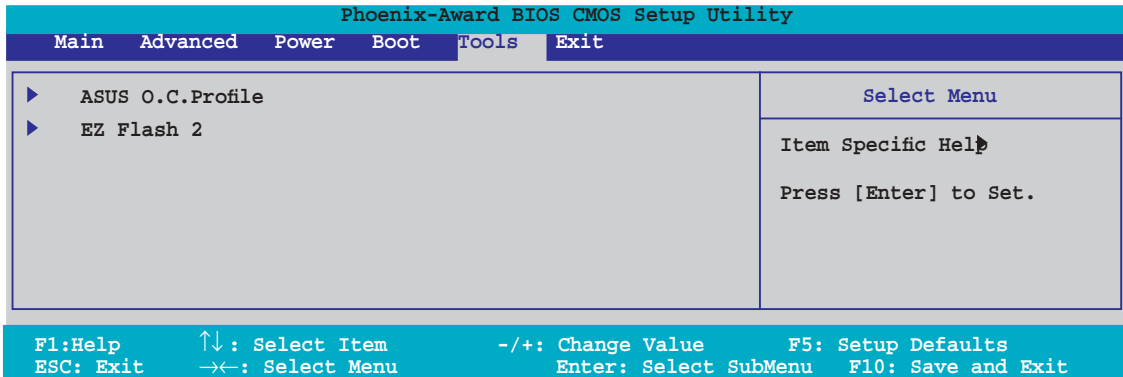 Phoenix-Award BIOS CMOS Setup Utility
Main Advanced Power Boot Tools Exit
ASUS O.C.Profile
EZ Flash 2
Select Menu
Item Specific Help
Press [Enter] to Set.
F1:Help ↑↓: Select Item -/+: Change Value F5: Setup Defaults
ESC: Exit →←: Select Menu Enter: Select SubMenu F10: Save and Exit